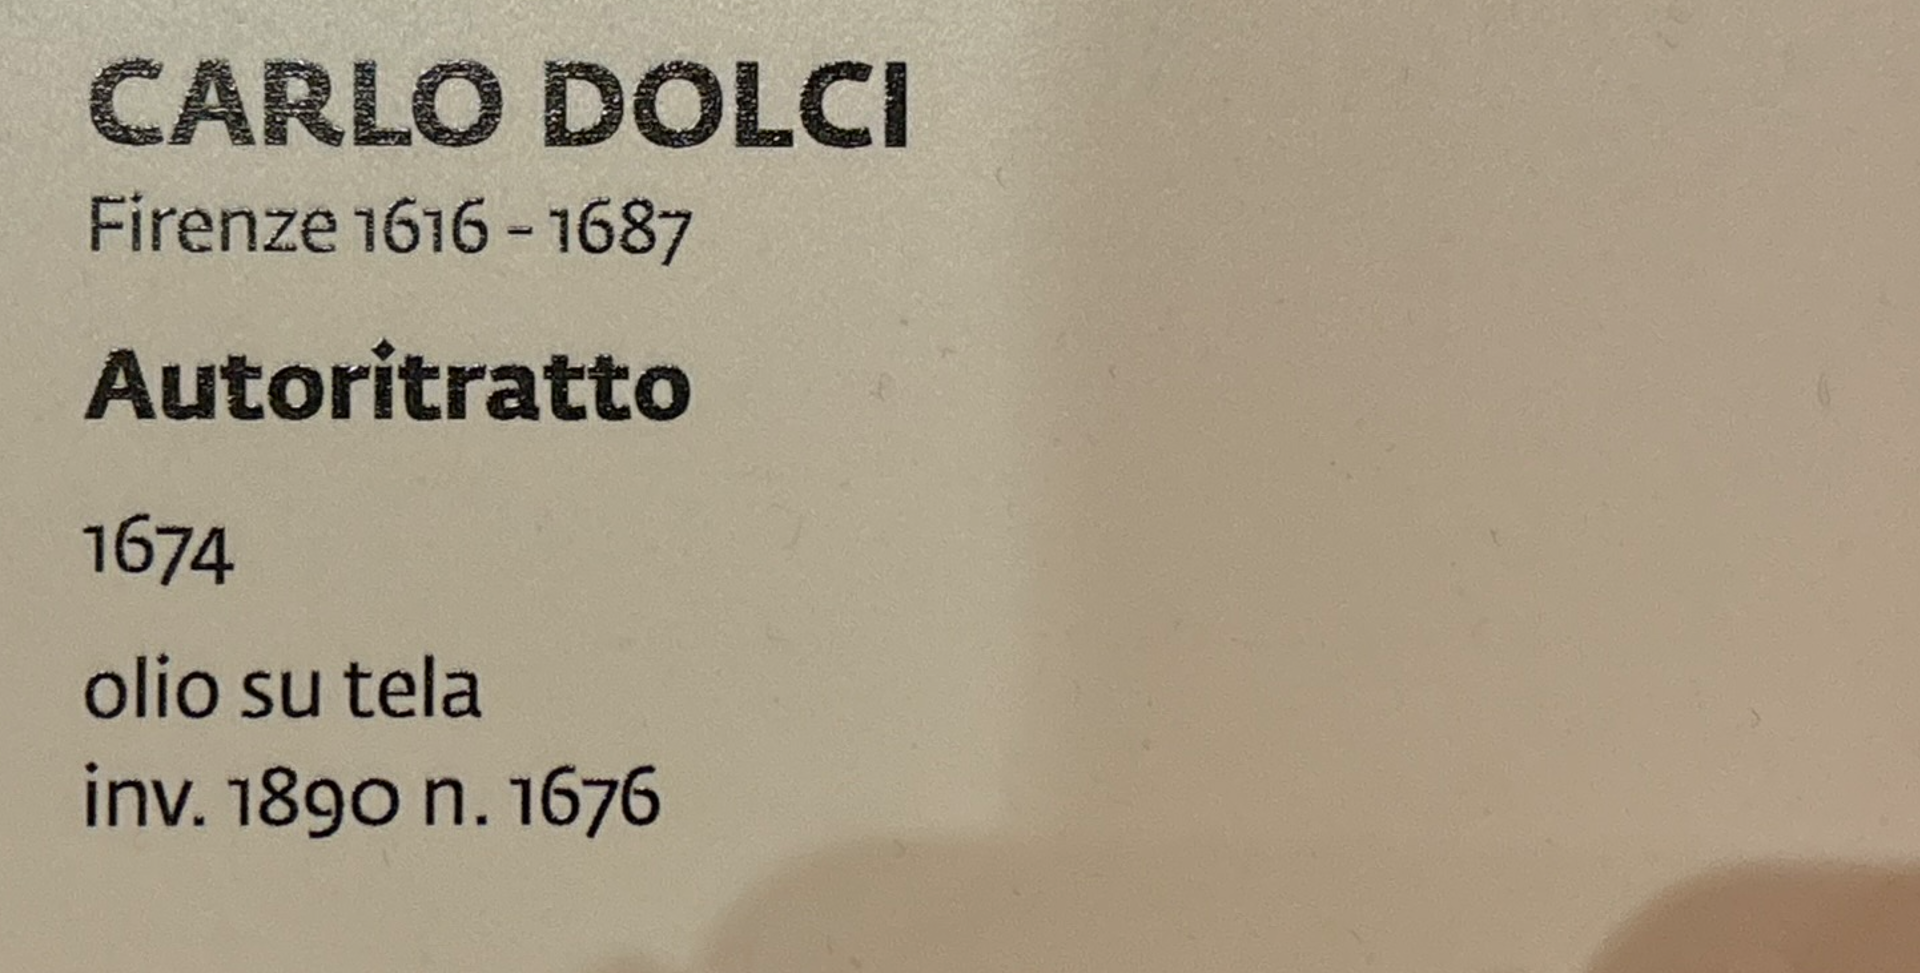 CARLO DOLCI
Firenze 1616 - 1687
Autoritratto
1674
olio su tela
inv. 1890 n. 1676